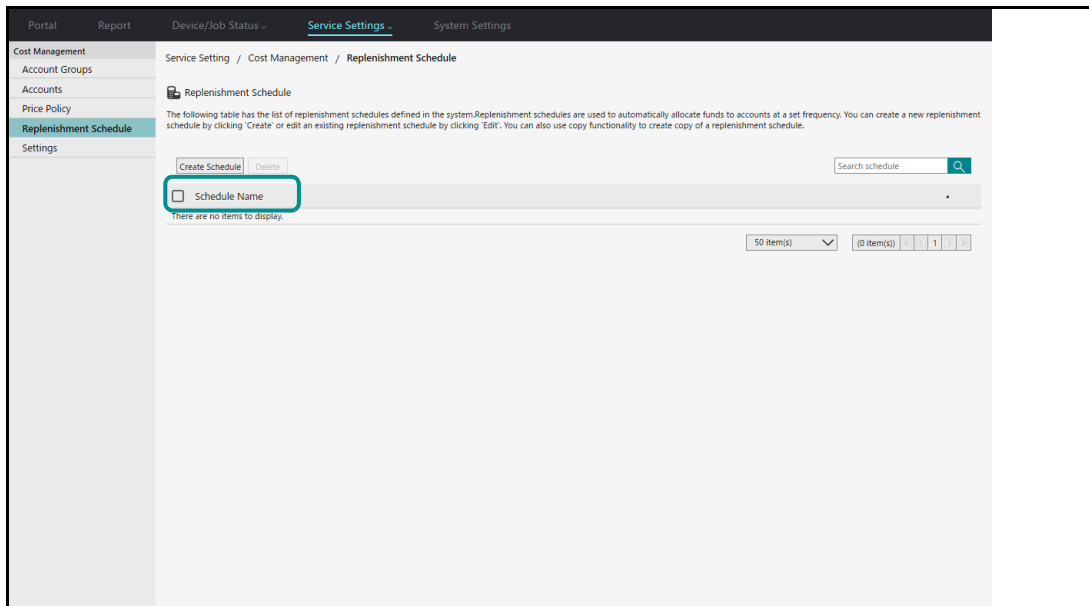 Portal Report Device/Job Status Service Settings System Settings
Cost Management
Account Groups
Accounts
Price Policy
Replenishment Schedule
Settings
Service Setting / Cost Management / Replenishment Schedule
Replenishment Schedule
The following table has the list of replenishment schedules defined in the system.Replenishment schedules are used to automatically allocate funds to accounts at a set frequency. You can create a new replenishment
schedule by clicking 'Create' or edit an existing replenishment schedule by clicking 'Edit'. You can also use copy functionality to create copy of a replenishment schedule.
Create Schedule Delete Search schedule
Schedule Name
There are no items to display.
50 item(s) (0 item(s)) |< < 1 > >|